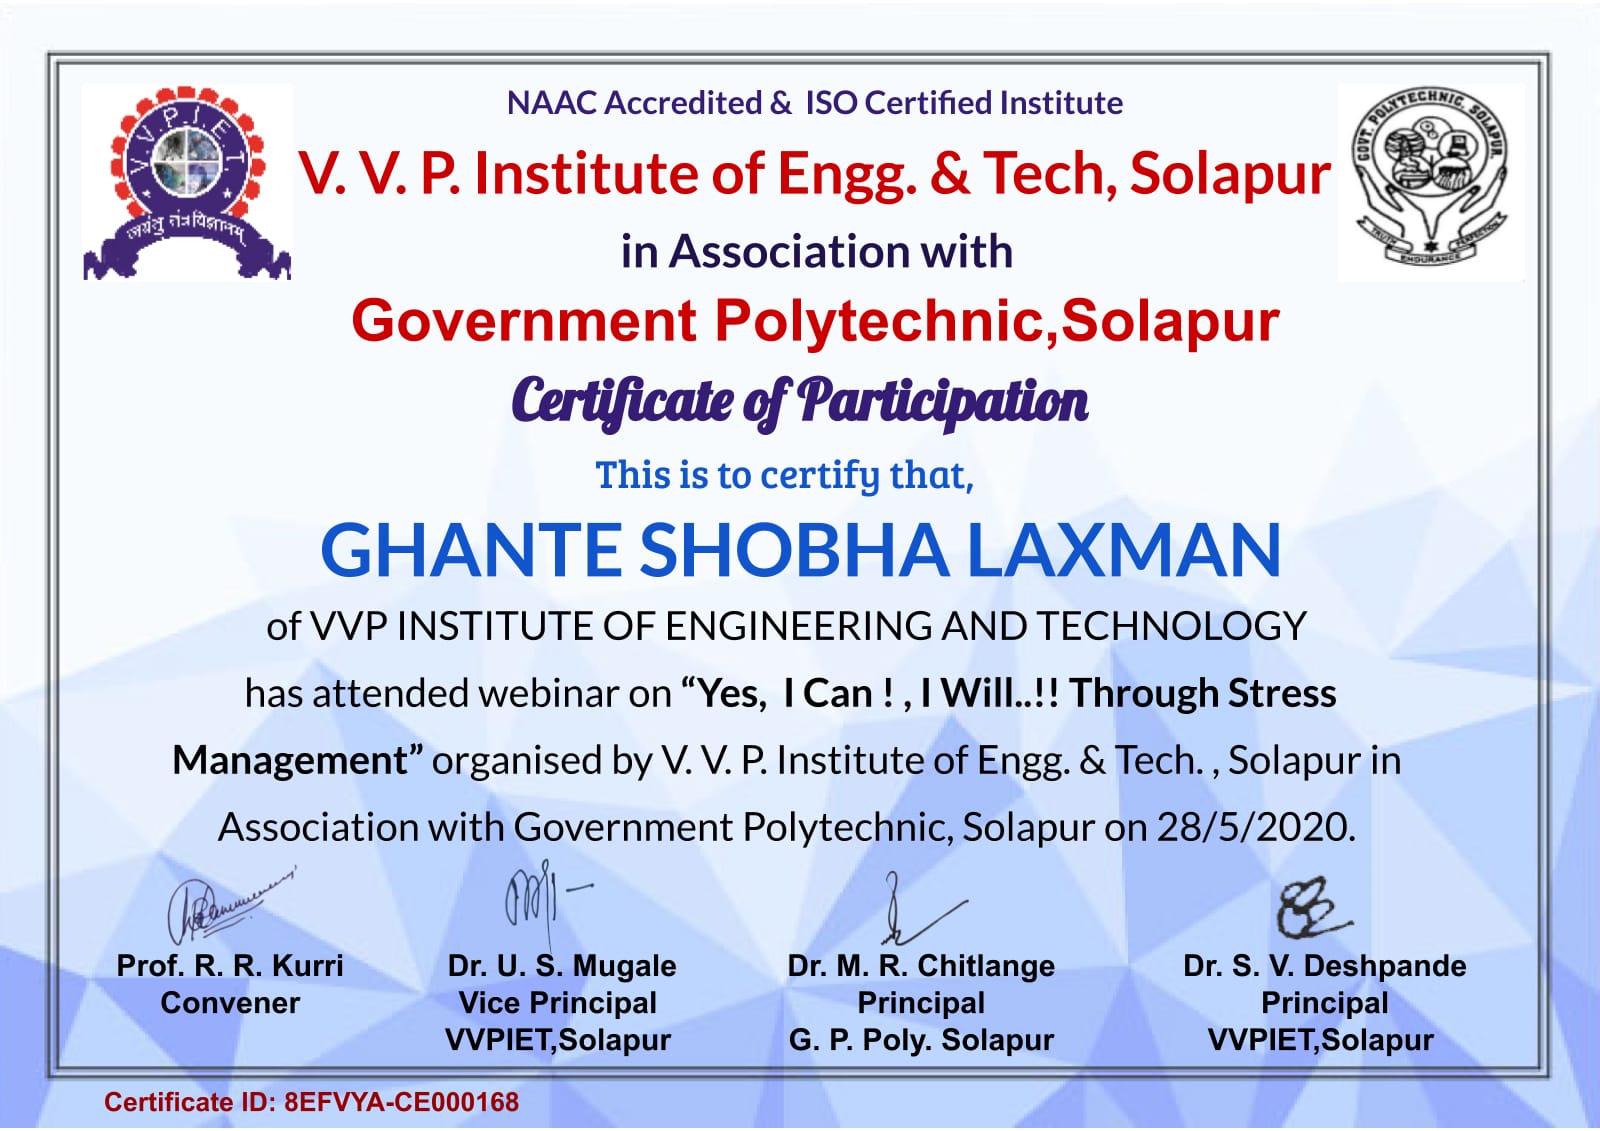 NAAC Accredited & ISO Certified Institute
V. V. P. Institute of Engg. & Tech, Solapur
in Association with
Government Polytechnic,Solapur
V.V.P.I.E.T.
जयंतु तंत्रविज्ञानम्
GOVT. POLYTECHNIC, SOLAPUR.
TRUTH ENDURANCE PERFECTION
Certificate of Participation
This is to certify that,
GHANTE SHOBHA LAXMAN
of VVP INSTITUTE OF ENGINEERING AND TECHNOLOGY
has attended webinar on “Yes, I Can ! , I Will..!! Through Stress
Management” organised by V. V. P. Institute of Engg. & Tech. , Solapur in
Association with Government Polytechnic, Solapur on 28/5/2020.
Prof. R. R. Kurri Dr. U. S. Mugale Dr. M. R. Chitlange Dr. S. V. Deshpande
Convener Vice Principal Principal Principal
VVPIET,Solapur G. P. Poly. Solapur VVPIET,Solapur
Certificate ID: 8EFVYA-CE000168